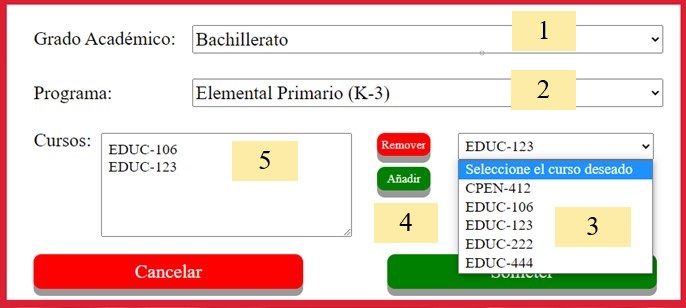 Grado Académico: Bachillerato 1
Programa: Elemental Primario (K-3) 2
Cursos:
EDUC-106
EDUC-123
5
Remover
Añadir
4
EDUC-123
Seleccione el curso deseado
CPEN-412
EDUC-106
EDUC-123
EDUC-222
EDUC-444
3
Cancelar
Someter